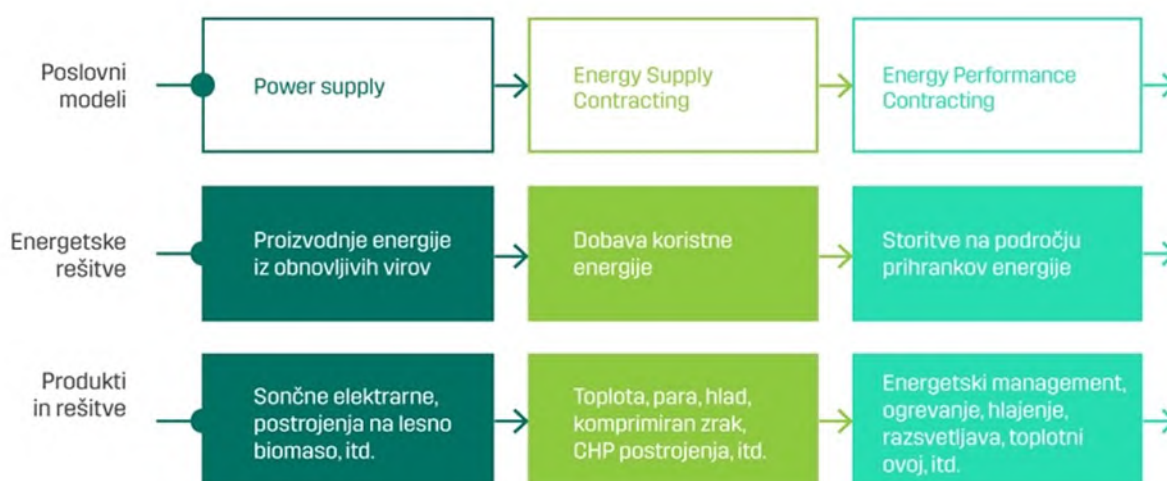 Poslovni
modeli
Power supply
Energy Supply
Contracting
Energy Performance
Contracting
Energetske
rešitve
Proizvodnje energije
iz obnovljivih virov
Dobava koristne
energije
Storitve na področju
prihrankov energije
Produkti
in rešitve
Sončne elektrarne,
postrojenja na lesno
biomaso, itd.
Toplota, para, hlad,
komprimiran zrak,
CHP postrojenja, itd.
Energetski management,
ogrevanje, hlajenje,
razsvetljava, toplotni
ovoj, itd.